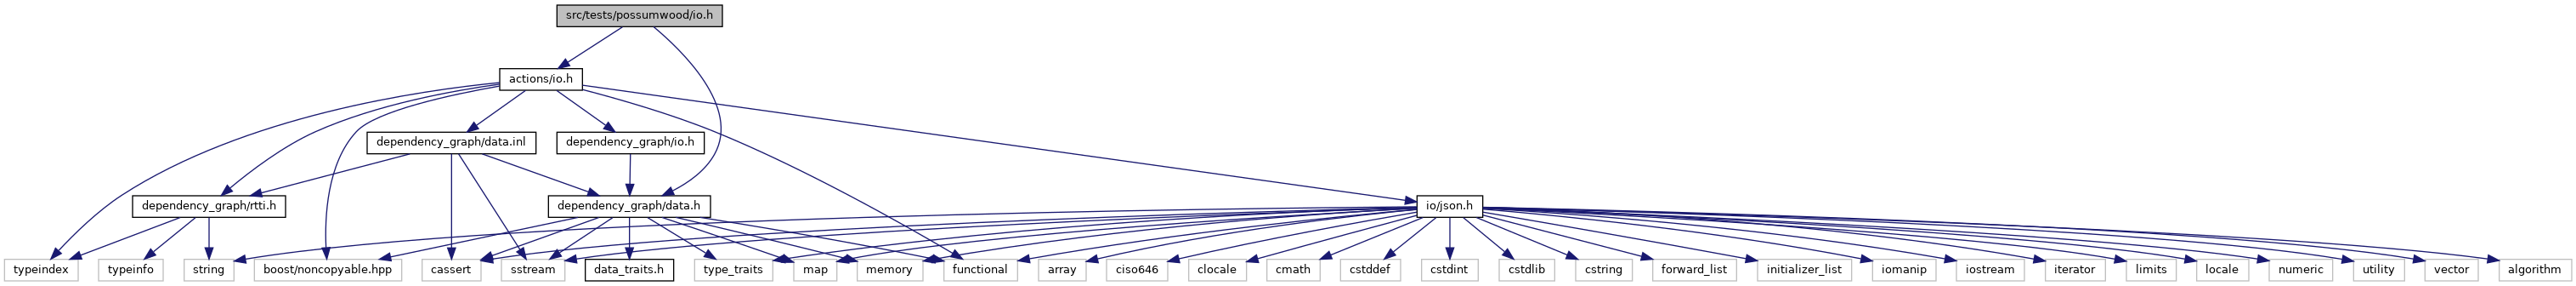 src/tests/possumwood/io.h
actions/io.h
dependency_graph/data.inl
dependency_graph/io.h
dependency_graph/rtti.h
dependency_graph/data.h
io/json.h
typeindex
typeinfo
string
boost/noncopyable.hpp
cassert
sstream
data_traits.h
type_traits
map
memory
functional
array
ciso646
clocale
cmath
cstddef
cstdint
cstdlib
cstring
forward_list
initializer_list
iomanip
iostream
iterator
limits
locale
numeric
utility
vector
algorithm